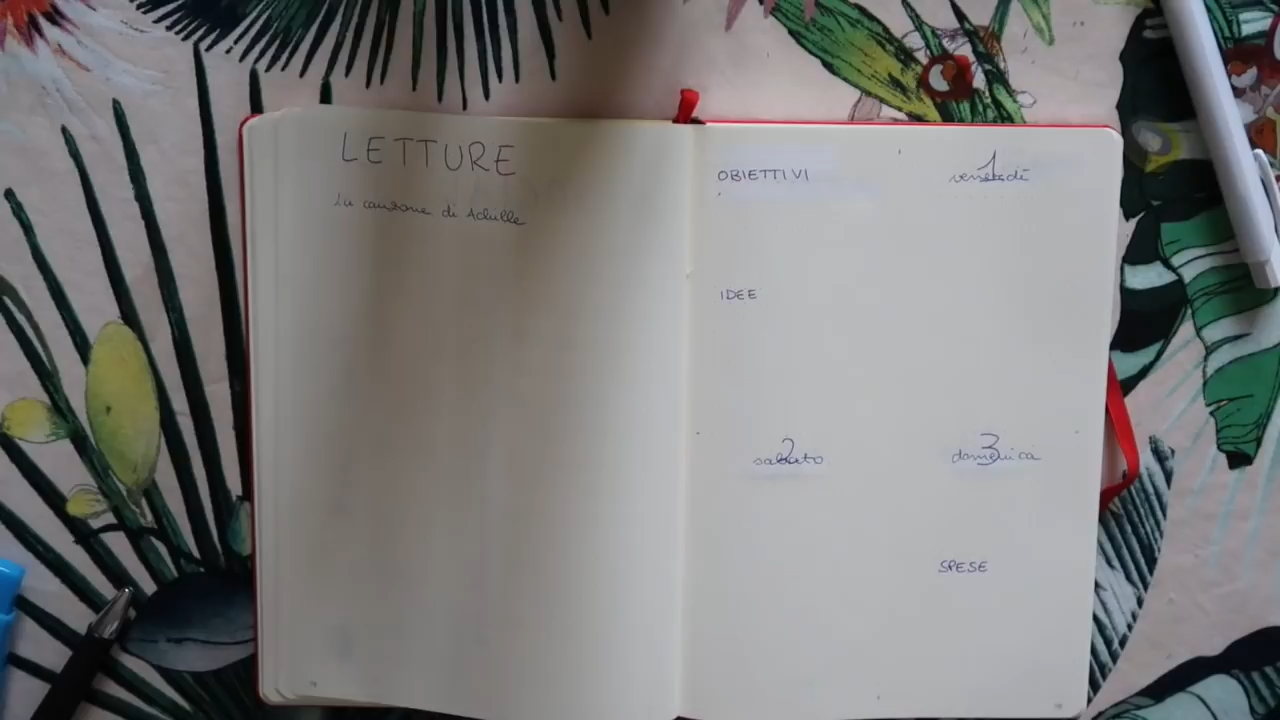 LETTURE
La canzone di Achille
OBIETTIVI
1
venerdì
IDEE
2
sabato
3
domenica
SPESE